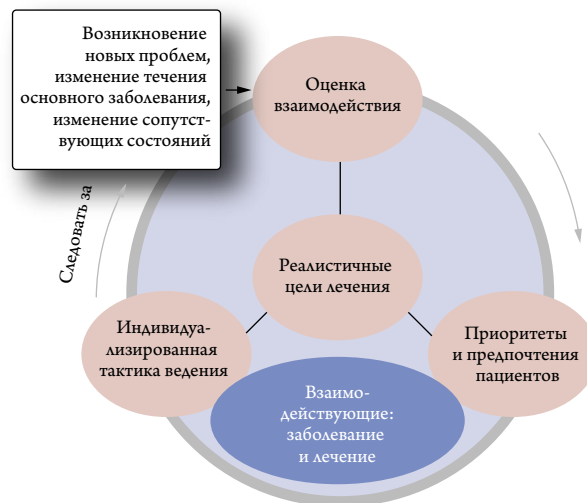 Возникновение
новых проблем,
изменение течения
основного заболевания,
изменение сопутст-
вующих состояний
Оценка
взаимодействия
Следовать за
Реалистичные
цели лечения
Индивидуа-
лизированная
тактика ведения
Приоритеты
и предпочтения
пациентов
Взаимо-
действующие:
заболевание
и лечение